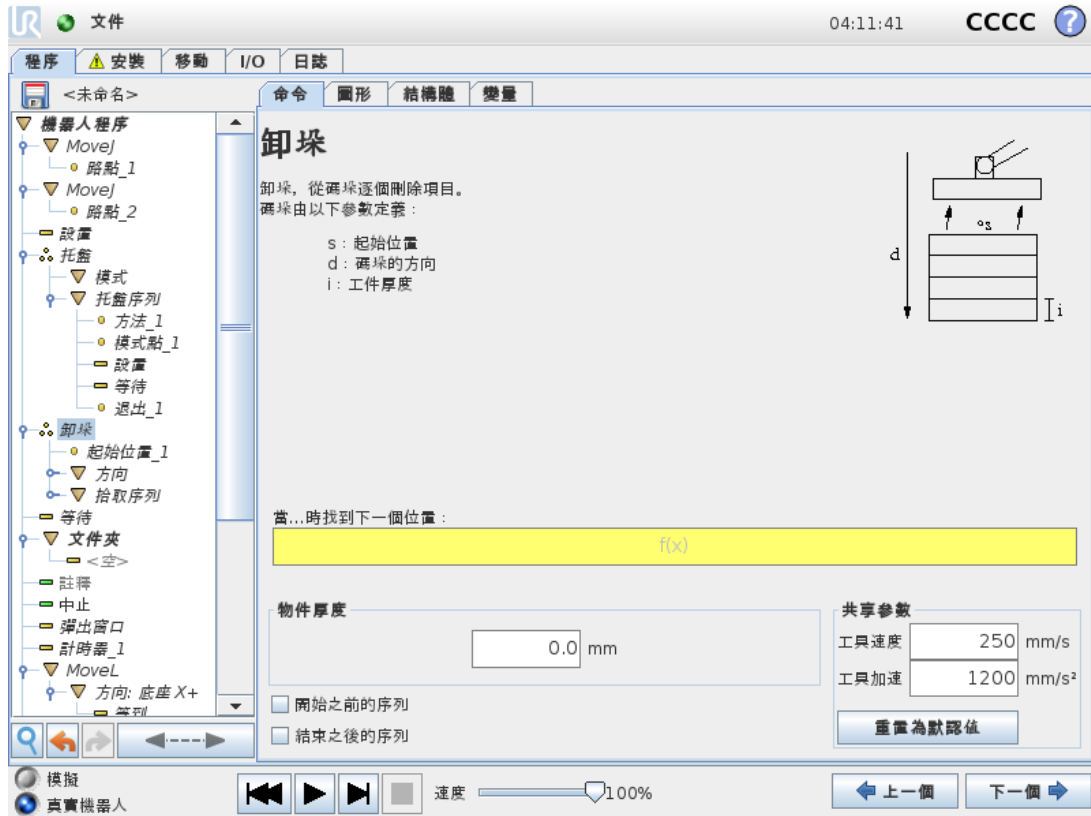 UR 文件 04:11:41 CCCC ?
程序 安裝 移動 I/O 日誌
<未命名> 命令 圖形 結構體 變量
機器人程序
MoveJ
路點_1
MoveJ
路點_2
設置
托盤
模式
托盤序列
方法_1
模式點_1
設置
等待
退出_1
卸垛
起始位置_1
方向
拾取序列
等待
文件夾
<空>
註釋
中止
彈出窗口
計時器_1
MoveL
方向: 底座 X+
等到
卸垛
卸垛，從碼垛逐個刪除項目。
碼垛由以下參數定義：
s：起始位置
d：碼垛的方向
i：工件厚度
s
d
i
當...時找到下一個位置：
f(x)
物件厚度
0.0 mm
開始之前的序列
結束之後的序列
共享參數
工具速度 250 mm/s
工具加速 1200 mm/s²
重置為默認值
模擬
真實機器人
速度 100%
上一個 下一個